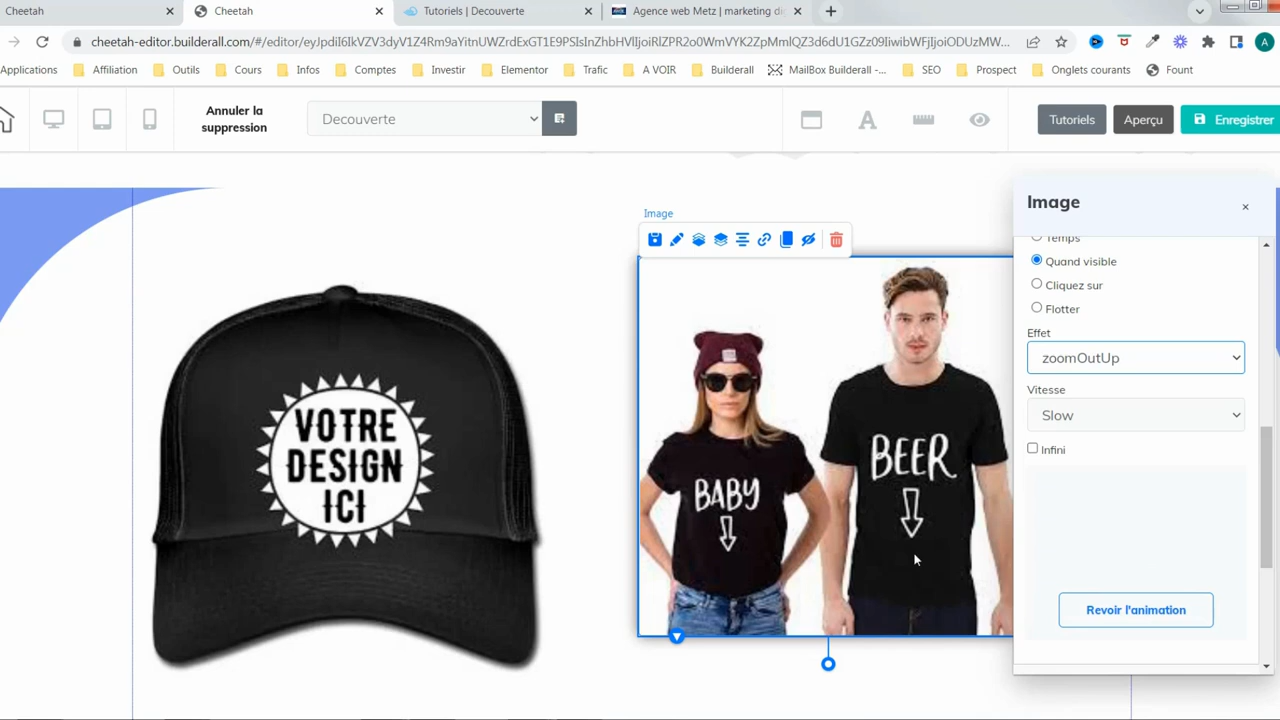 Cheetah
Cheetah
Tutoriels | Decouverte
Agence web Metz | marketing di
cheetah-editor.builderall.com/#/editor/
Applications
Affiliation
Outils
Cours
Infos
Comptes
Investir
Elementor
Trafic
A VOIR
Builderall
MailBox Builderall -...
SEO
Prospect
Onglets courants
Fount
Annuler la
suppression
Decouverte
Tutoriels
Aperçu
Enregistrer
Image
Image
Temps
Quand visible
Cliquez sur
Flotter
Effet
zoomOutUp
Vitesse
Slow
Infini
Revoir l'animation
VOTRE
DESIGN
ICI
BABY
BEER
A